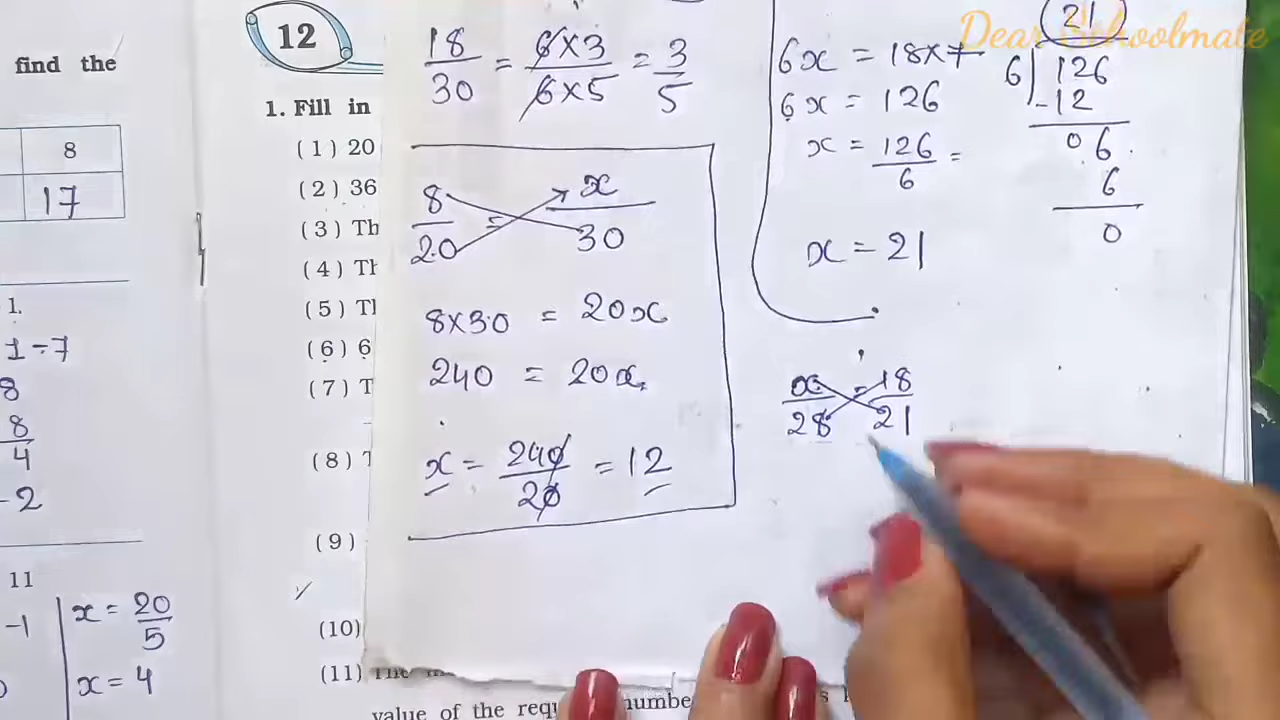 find the
8
17
1.
1 ÷ 7
8
8
4
- 2
11
-1
x = 20
5
x = 4
12
1. Fill in
(1) 20
(2) 36
(3) Th
(4) Th
(5) Tl
(6) 6
(7) T
(8) T
(9)
(10)
(11) The m
value of the requ
numbe
18/30 = 6×3/6×5 = 3/5
8/20 = x/30
8×30 = 20x
240 = 20x
x = 240/20 = 12
Dear Schoolmate
6x = 18×7
6x = 126
x = 126/6 =
x = 21
21
6 126
-12
06
6
0
x/28 = 18/21